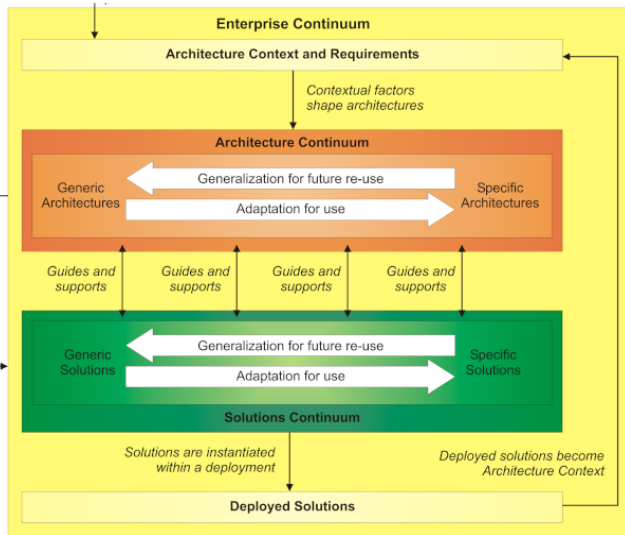 Enterprise Continuum
Architecture Context and Requirements
Contextual factors
shape architectures
Architecture Continuum
Generic
Architectures
Generalization for future re-use
Adaptation for use
Specific
Architectures
Guides and
supports
Guides and
supports
Guides and
supports
Guides and
supports
Generic
Solutions
Generalization for future re-use
Adaptation for use
Specific
Solutions
Solutions Continuum
Solutions are instantiated
within a deployment
Deployed solutions become
Architecture Context
Deployed Solutions